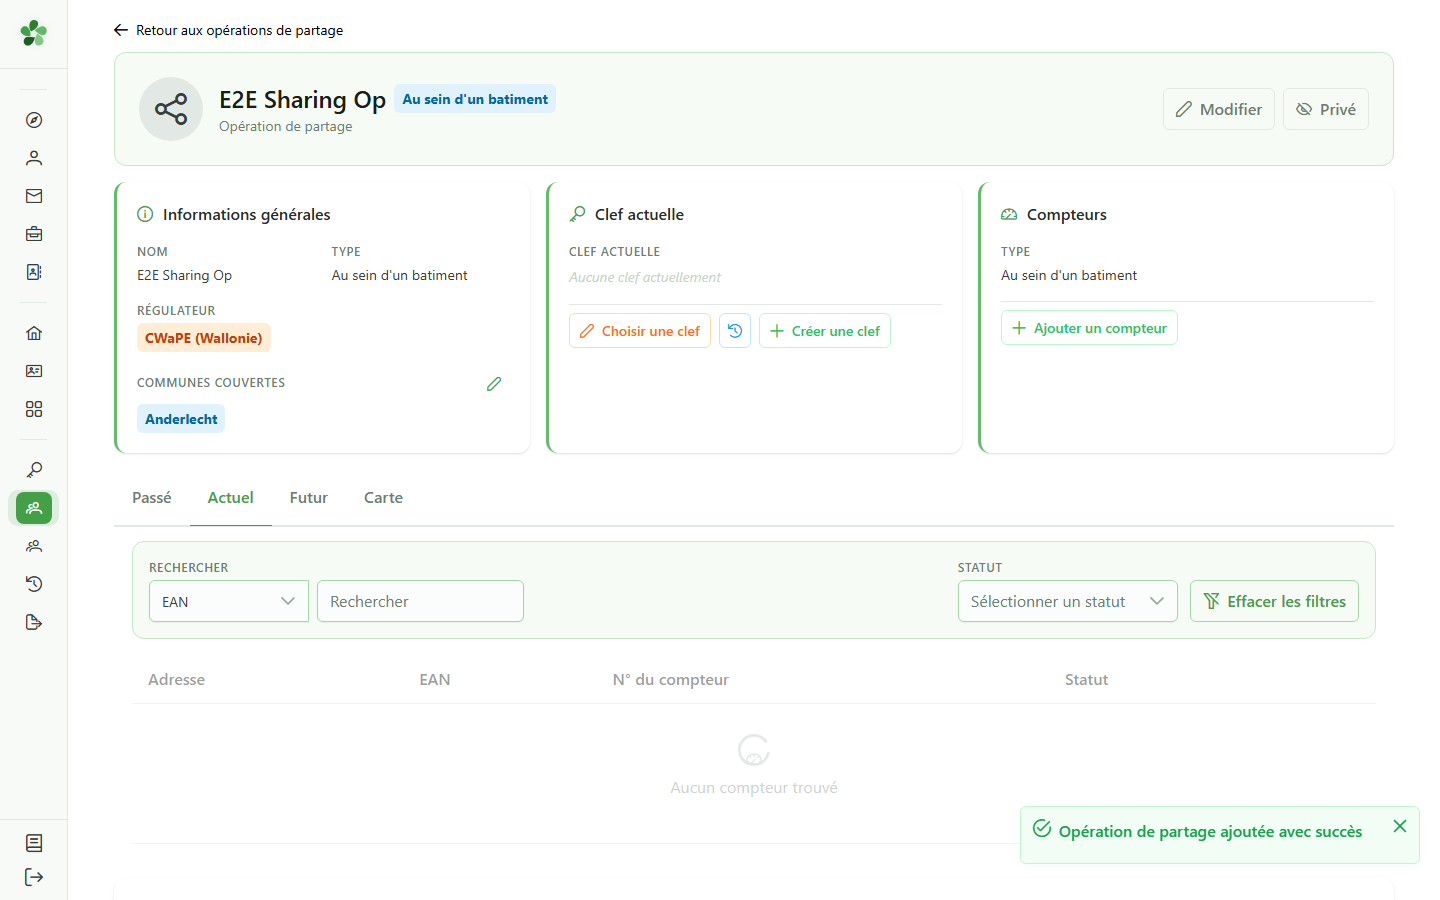 Retour aux opérations de partage
E2E Sharing Op
Au sein d'un batiment
Opération de partage
Modifier
Privé
Informations générales
NOM
TYPE
E2E Sharing Op
Au sein d'un batiment
RÉGULATEUR
CWaPE (Wallonie)
COMMUNES COUVERTES
Anderlecht
Clef actuelle
CLEF ACTUELLE
Aucune clef actuellement
Choisir une clef
Créer une clef
Compteurs
TYPE
Au sein d'un batiment
Ajouter un compteur
Passé
Actuel
Futur
Carte
RECHERCHER
EAN
Rechercher
STATUT
Sélectionner un statut
Effacer les filtres
Adresse
EAN
N° du compteur
Statut
Aucun compteur trouvé
Opération de partage ajoutée avec succès